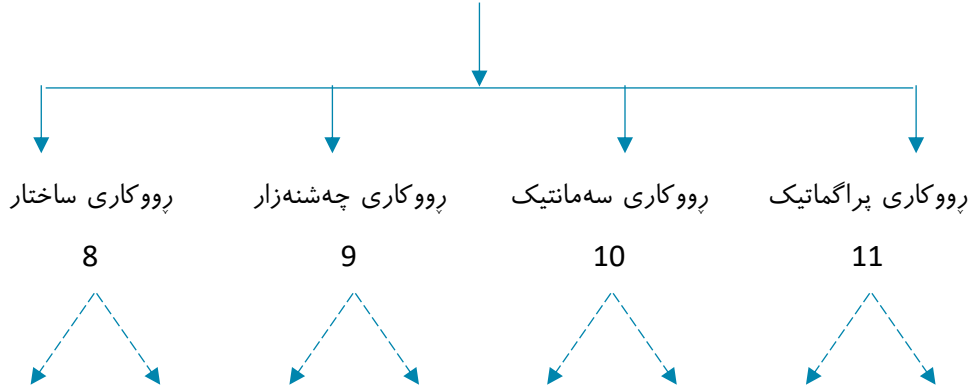 ڕووکاری پراگماتیک
ڕووکاری سەمانتیک
ڕووکاری چەشنەزار
ڕووکاری ساختار
11
10
9
8